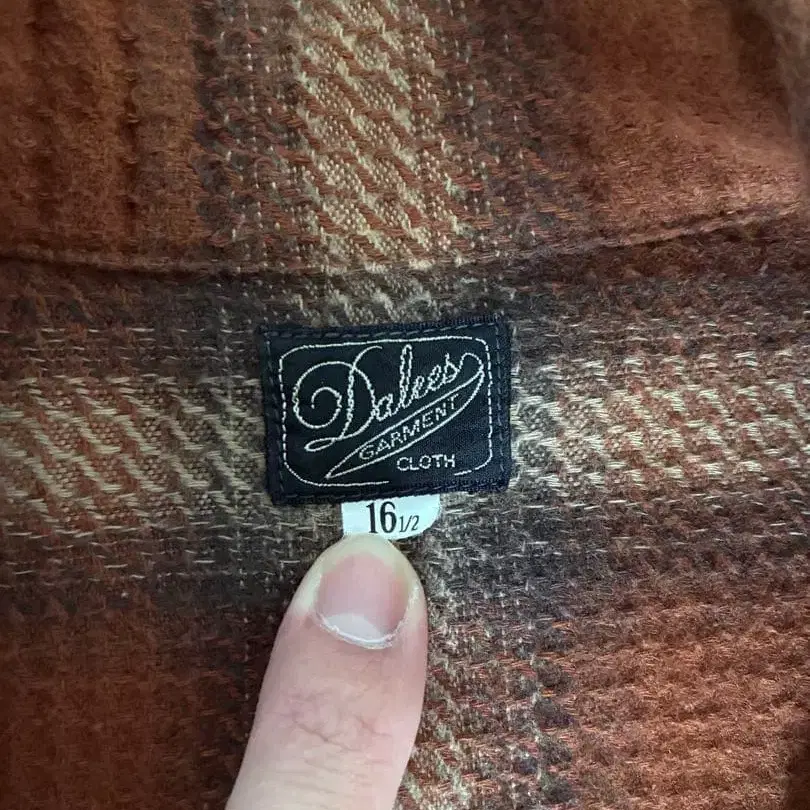 Dalees
GARMENT
CLOTH
16 1/2